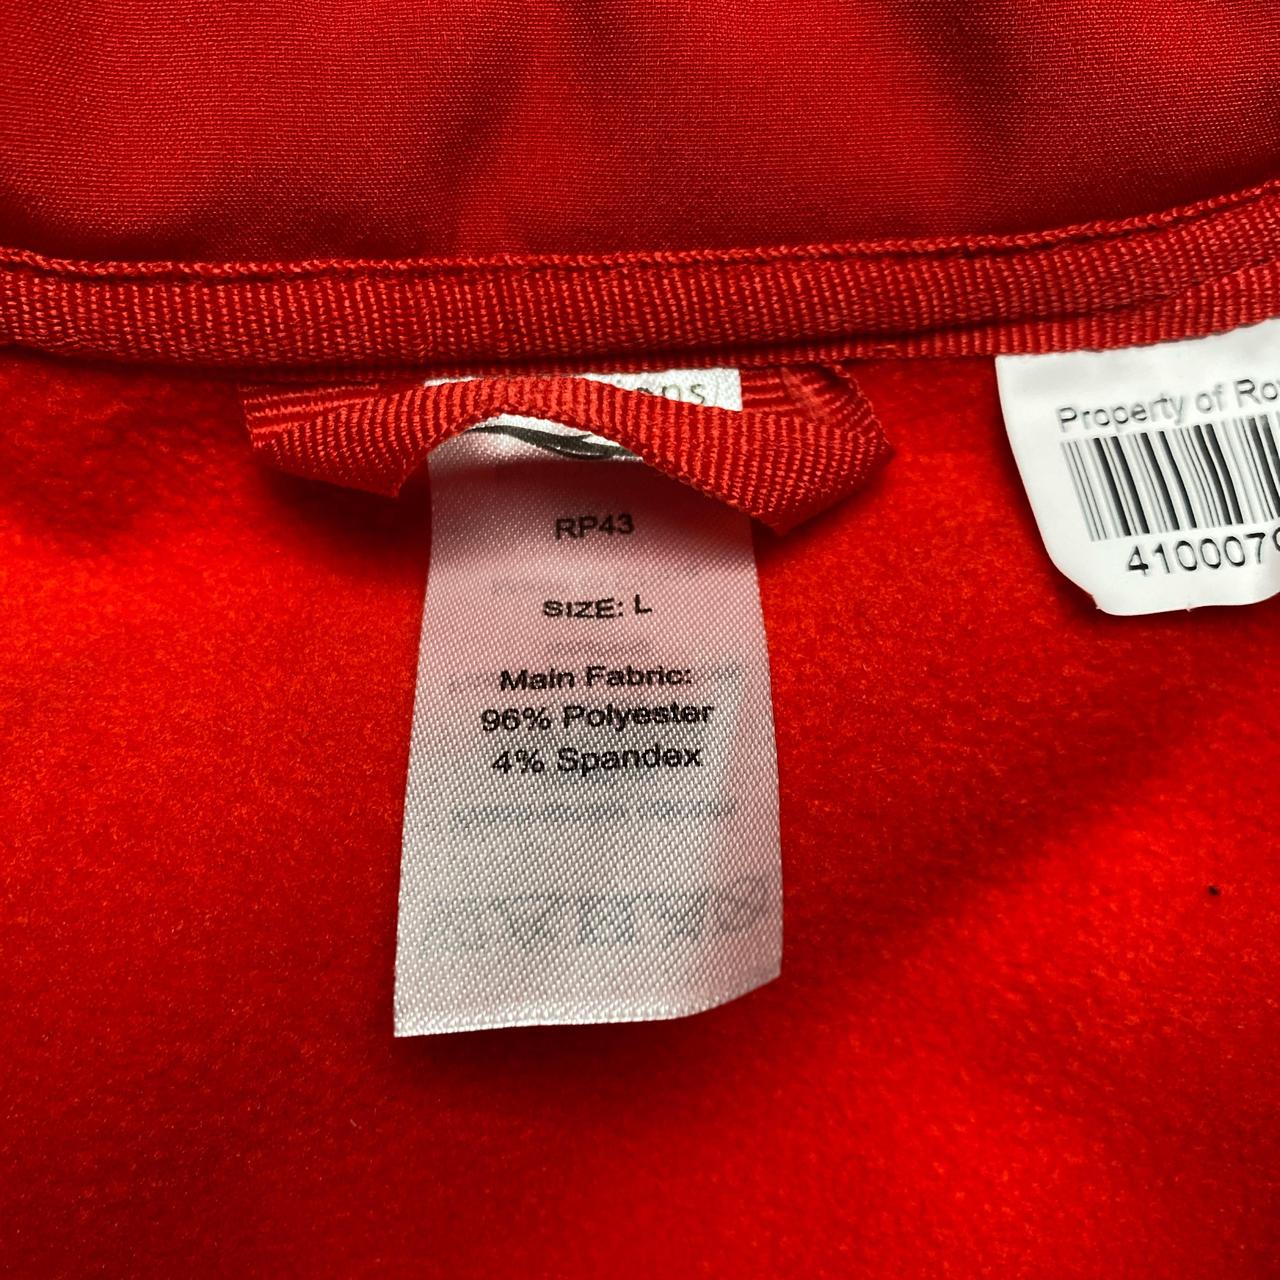 Property of Ro
410007
RP43
SIZE: L
Main Fabric:
96% Polyester
4% Spandex